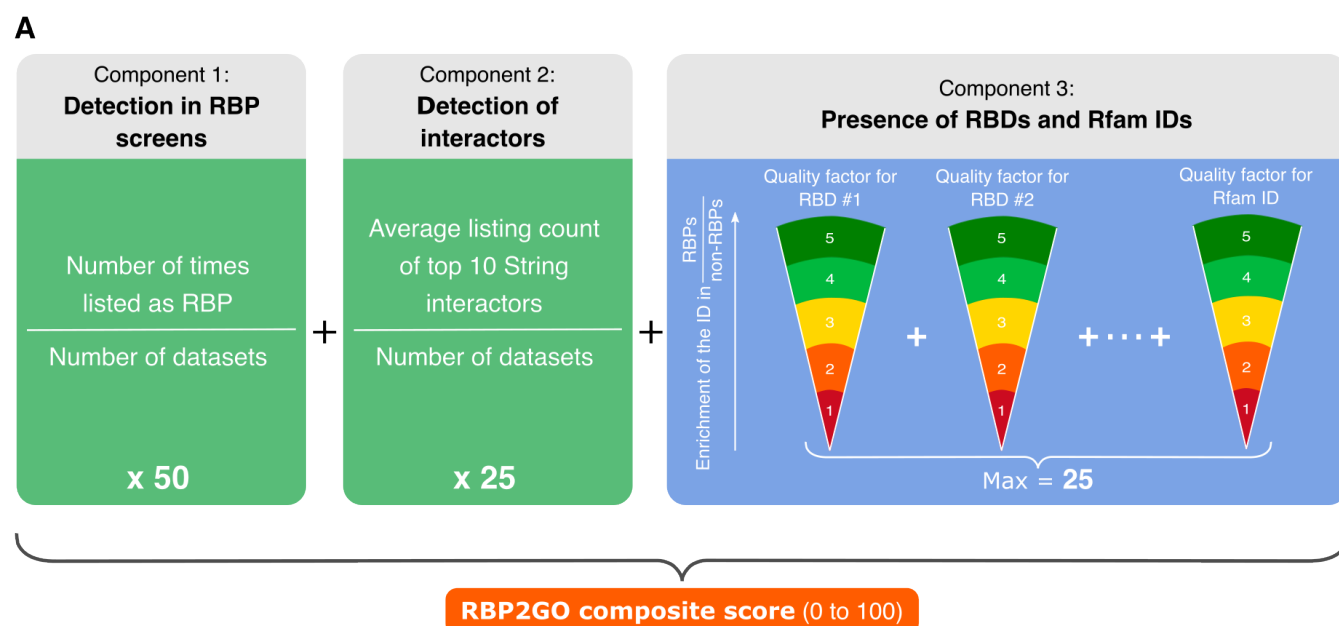 A
Component 1:
Detection in RBP
screens
Number of times
listed as RBP
Number of datasets
x 50
+
Component 2:
Detection of
interactors
Average listing count
of top 10 String
interactors
Number of datasets
x 25
+
Component 3:
Presence of RBDs and Rfam IDs
Enrichment of the ID in
RBPs
non-RBPs
Quality factor for
RBD #1
5
4
3
2
1
+
Quality factor for
RBD #2
5
4
3
2
1
+ ··· +
Quality factor for
Rfam ID
5
4
3
2
1
Max = 25
RBP2GO composite score (0 to 100)